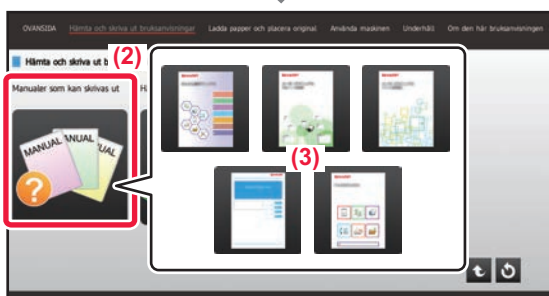 OVANSIDA Hämta och skriva ut bruksanvisningar Ladda papper och placera original Använda maskinen Underhåll Om den här bruksanvisningen
Hämta och skriva ut b
(2)
Manualer som kan skrivas ut H
MANUAL
MANUAL
(3)